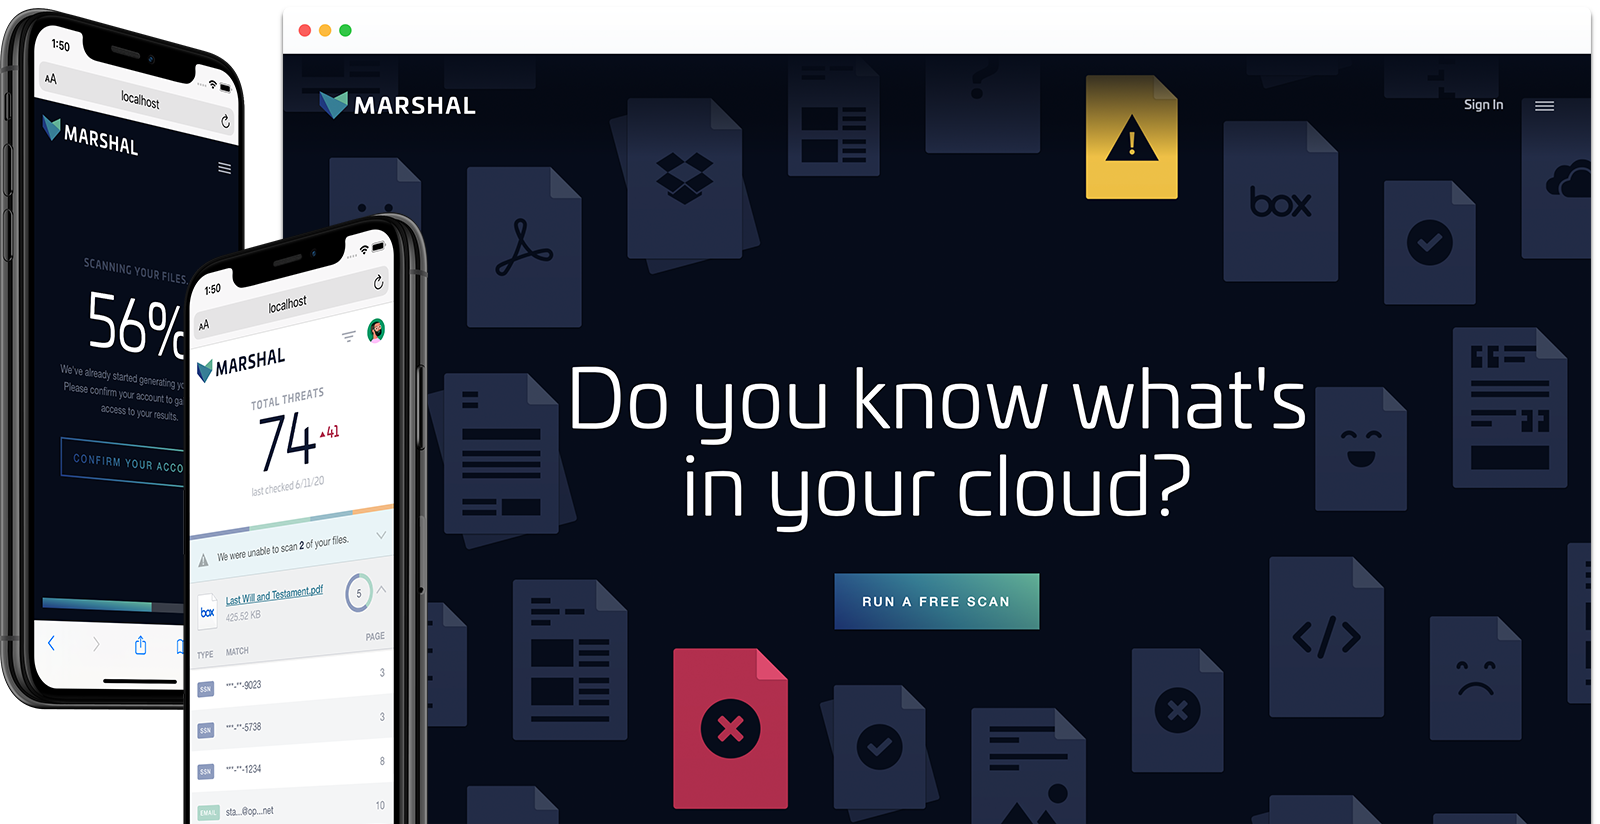 1:50
AA
localhost
MARSHAL
SCANNING YOUR FILES.
56%
We've already started generating
Please confirm your account to
access to your results.
CONFIRM YOUR
1:50
AA
localhost
MARSHAL
TOTAL THREATS
74 ▲41
last checked 6/11/20
We were unable to scan 2 of your files.
box
Last Will and Testament.pdf
425.52 KB
5
TYPE MATCH PAGE
SSN ***-**-9023 3
SSN ***-**-5738 3
SSN ***-**-1234 8
EMAIL sta...@op...net 10
MARSHAL
Sign In
box
Do you know what's
in your cloud?
RUN A FREE SCAN